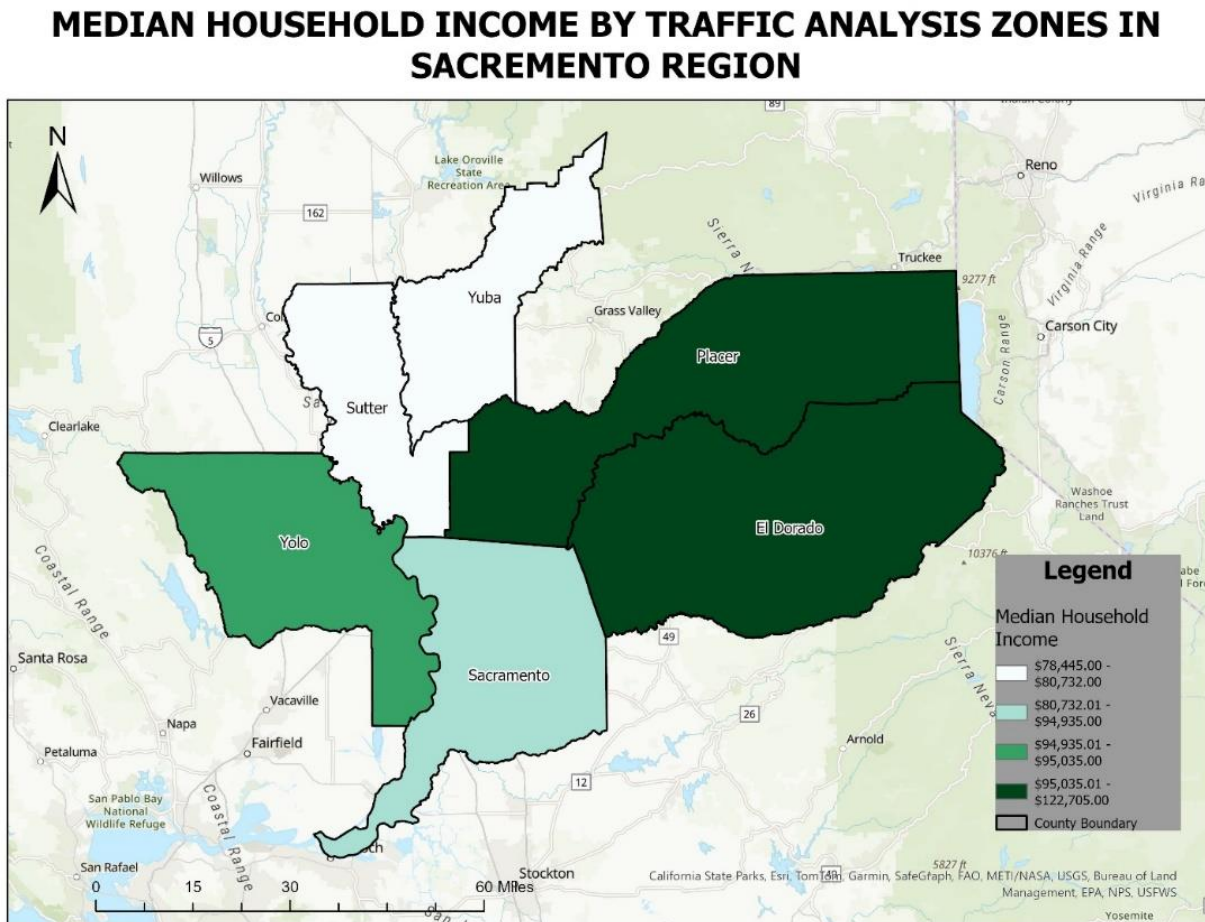 MEDIAN HOUSEHOLD INCOME BY TRAFFIC ANALYSIS ZONES IN
SACREMENTO REGION
N
Willows
162
Lake Oroville
State
Recreation Area
89
Reno
Virginia
Virginia Range
Sierra
Truckee
9277 ft
Yuba
Grass Valley
5
Carson City
Placer
Carson Range
Sutter
Clearlake
Washoe
Ranches Trust
Land
Yolo
El Dorado
10376 ft
Coastal Range
Santa Rosa
49
Sacramento
Sierra
Vacaville
Napa
26
Petaluma
Fairfield
Arnold
12
San Pablo Bay
National
Wildlife Refuge
Coastal Range
San Rafael
Stockton
5827 ft
Yosemite
Legend
Median Household
Income
$78,445.00 -
$80,732.00
$80,732.01 -
$94,935.00
$94,935.01 -
$95,035.00
$95,035.01 -
$122,705.00
County Boundary
0 15 30 60 Miles
California State Parks, Esri, TomTom, Garmin, SafeGraph, FAO, METI/NASA, USGS, Bureau of Land
Management, EPA, NPS, USFWS